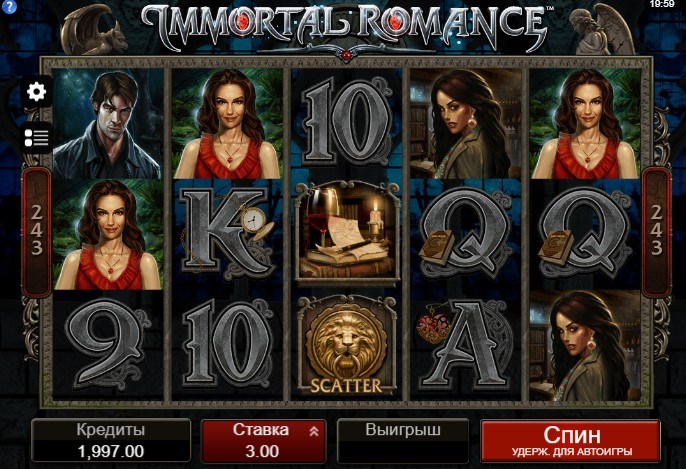 ?
19:59
IMMORTAL ROMANCE™
10
243
K
Q
Q
243
9
10
SCATTER
A
Кредиты
1,997.00
Ставка
3.00
Выигрыш
Спин
УДЕРЖ. ДЛЯ АВТОИГРЫ